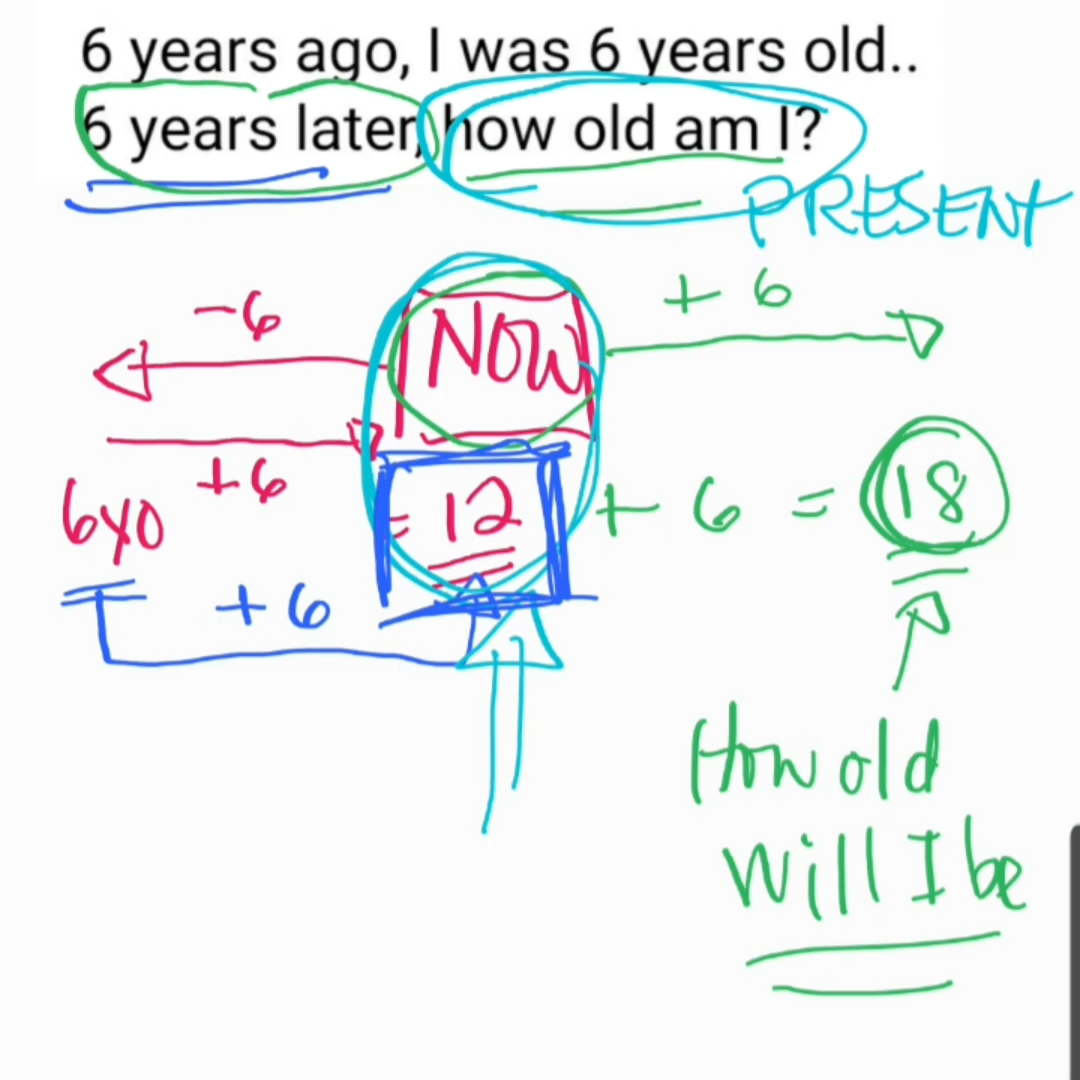 6 years ago, I was 6 years old..
6 years later, how old am I?
PRESENT
-6
+ 6
NOW
+6
6yo
= 12
+ 6 = 18
+ 6
How old
Will I be